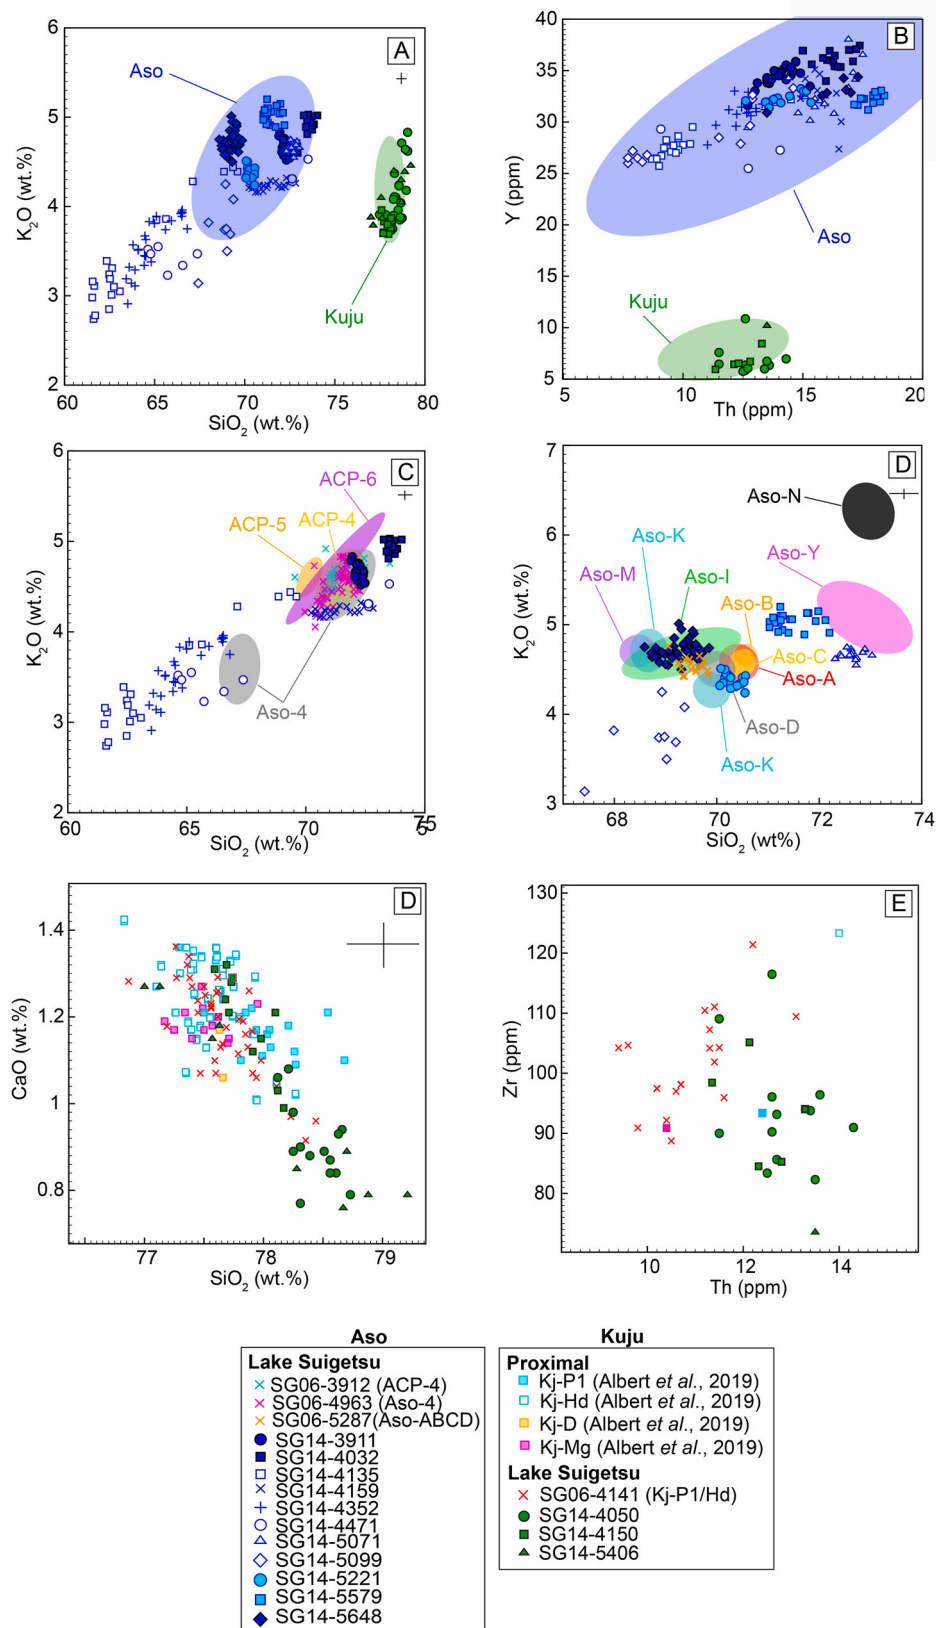 A
B
Aso
Kuju
K2O (wt.%)
6
5
4
3
2
60
65
70
75
80
SiO2 (wt.%)
Aso
Kuju
Y (ppm)
40
35
30
25
20
15
10
5
5
10
15
20
Th (ppm)
C
ACP-6
ACP-5
ACP-4
Aso-4
K2O (wt.%)
6
5
4
3
2
60
65
70
75
5
SiO2 (wt.%)
D
Aso-N
Aso-K
Aso-Y
Aso-M
Aso-I
Aso-B
Aso-C
Aso-A
Aso-D
Aso-K
K2O (wt.%)
7
6
5
4
3
68
70
72
74
SiO2 (wt%)
D
CaO (wt.%)
1.4
1.2
1
0.8
77
78
79
SiO2 (wt.%)
E
Zr (ppm)
130
120
110
100
90
80
10
12
14
Th (ppm)
Aso
Lake Suigetsu
SG06-3912 (ACP-4)
SG06-4963 (Aso-4)
SG06-5287(Aso-ABCD)
SG14-3911
SG14-4032
SG14-4135
SG14-4159
SG14-4352
SG14-4471
SG14-5071
SG14-5099
SG14-5221
SG14-5579
SG14-5648
Kuju
Proximal
Kj-P1 (Albert et al., 2019)
Kj-Hd (Albert et al., 2019)
Kj-D (Albert et al., 2019)
Kj-Mg (Albert et al., 2019)
Lake Suigetsu
SG06-4141 (Kj-P1/Hd)
SG14-4050
SG14-4150
SG14-5406